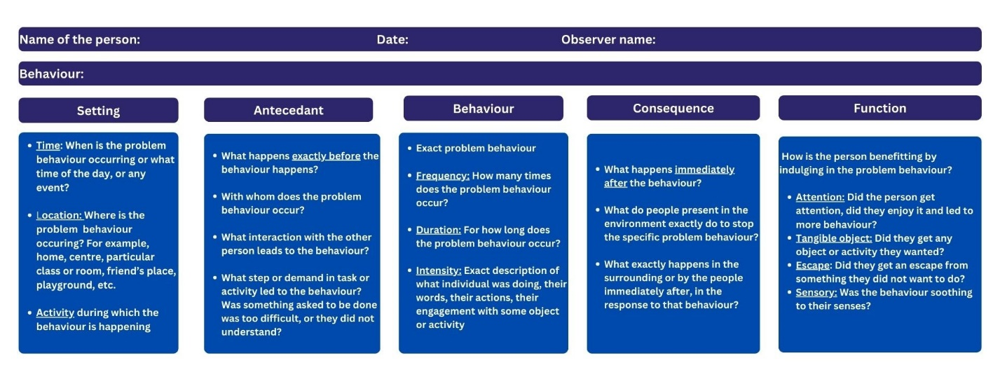 Name of the person: Date: Observer name:
Behaviour:
Setting
• Time: When is the problem
behaviour occurring or what
time of the day, or any
event?
• Location: Where is the
problem behaviour
occuring? For example,
home, centre, particular
class or room, friend's place,
playground, etc.
• Activity during which the
behaviour is happening
Antecedant
• What happens exactly before the
behaviour happens?
• With whom does the problem
behaviour occur?
• What interaction with the other
person leads to the behaviour?
• What step or demand in task or
activity led to the behaviour?
Was something asked to be done
was too difficult, or they did not
understand?
Behaviour
• Exact problem behaviour
• Frequency: How many times
does the problem behaviour
occur?
• Duration: For how long does
the problem behaviour occur?
• Intensity: Exact description of
what individual was doing, their
words, their actions, their
engagement with some object
or activity
Consequence
• What happens immediately
after the behaviour?
• What do people present in the
environment exactly do to stop
the specific problem behaviour?
• What exactly happens in the
surrounding or by the people
immediately after, in the
response to that behaviour?
Function
How is the person benefitting by
indulging in the problem behaviour?
• Attention: Did the person get
attention, did they enjoy it and led to
more behaviour?
• Tangible object: Did they get any
object or activity they wanted?
• Escape: Did they get an escape from
something they did not want to do?
• Sensory: Was the behaviour soothing
to their senses?